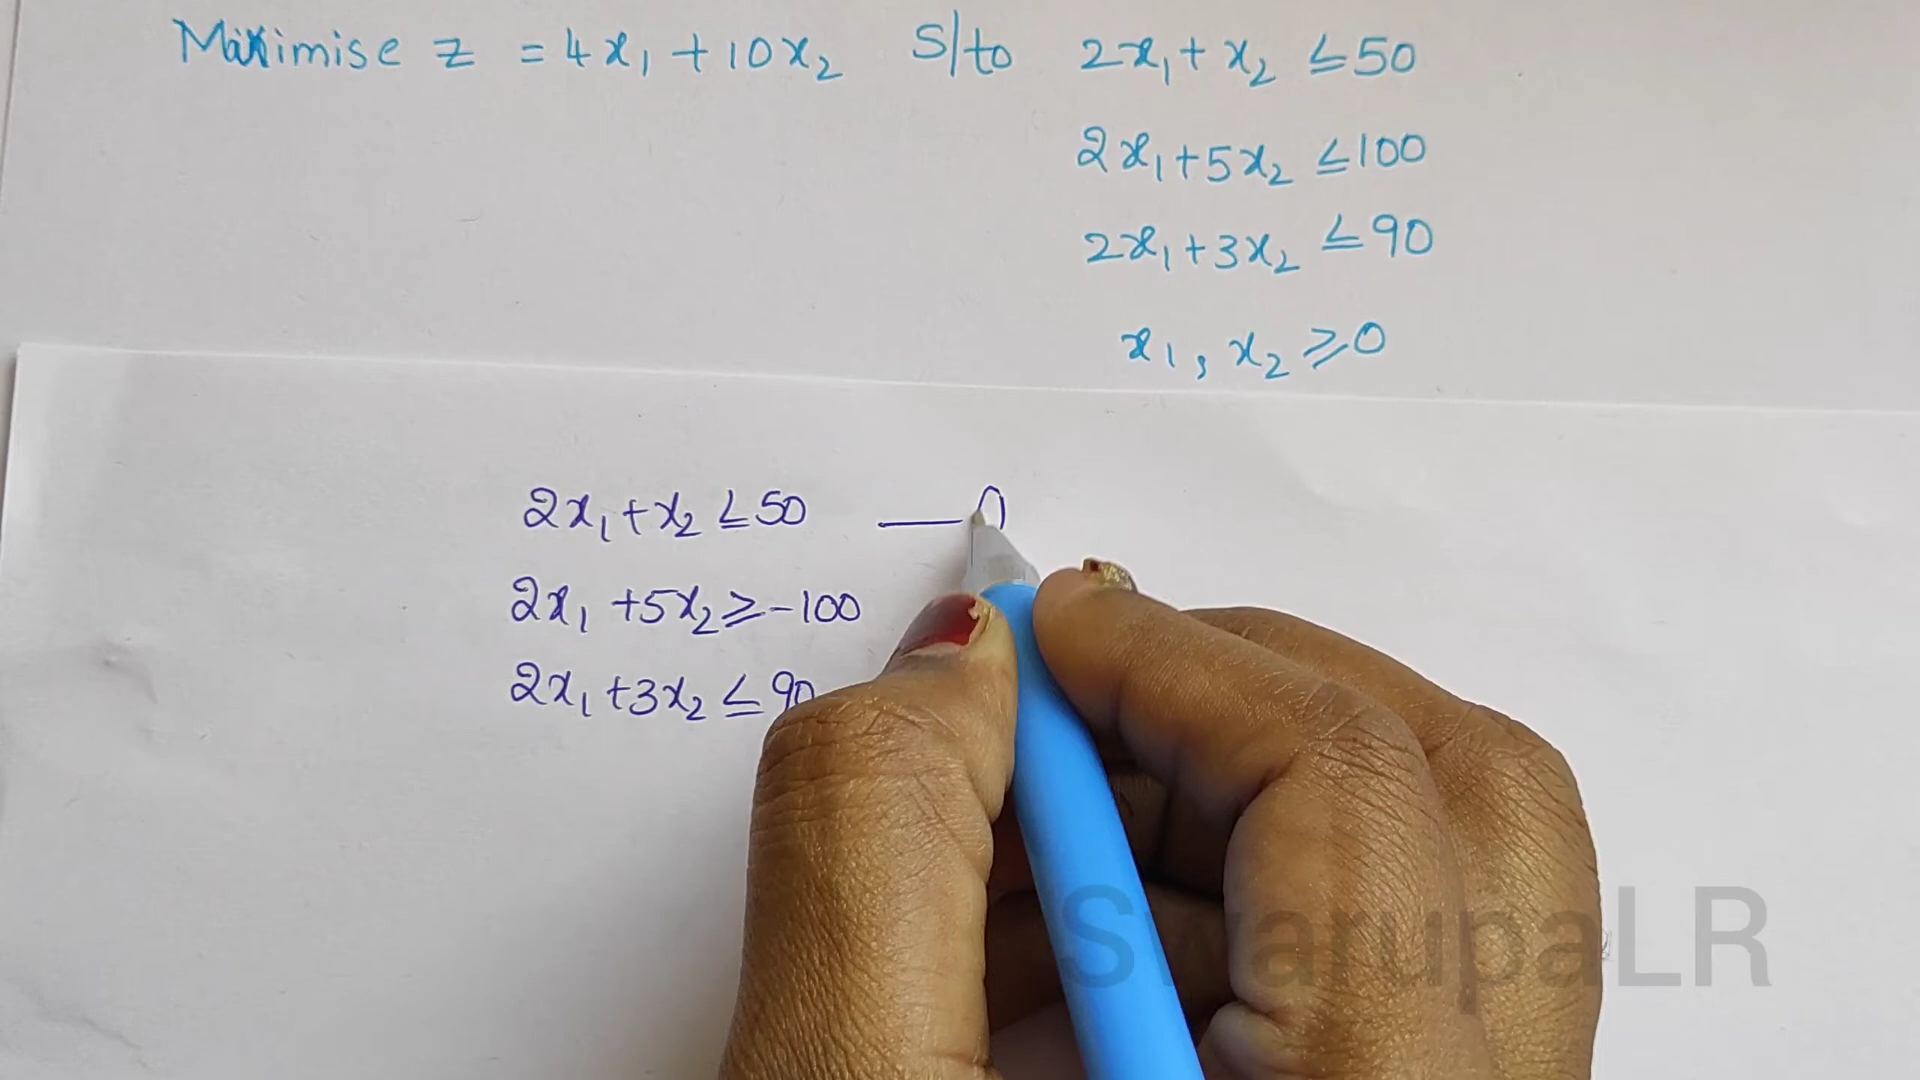 Maximise z = 4x₁ + 10x₂ S/to 2x₁ + x₂ ≤ 50
2x₁ + 5x₂ ≤ 100
2x₁ + 3x₂ ≤ 90
x₁, x₂ ≥ 0
2x₁ + x₂ ≤ 50 —
2x₁ + 5x₂ ≥ -100
2x₁ + 3x₂ ≤ 90
SwarupaLR